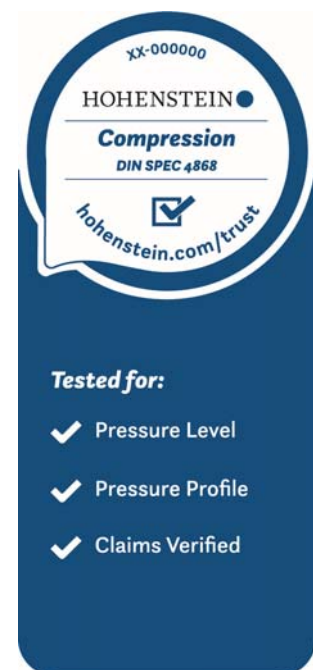 XX-000000
HOHENSTEIN
Compression
DIN SPEC 4868
hohenstein.com/trust
Tested for:
Pressure Level
Pressure Profile
Claims Verified